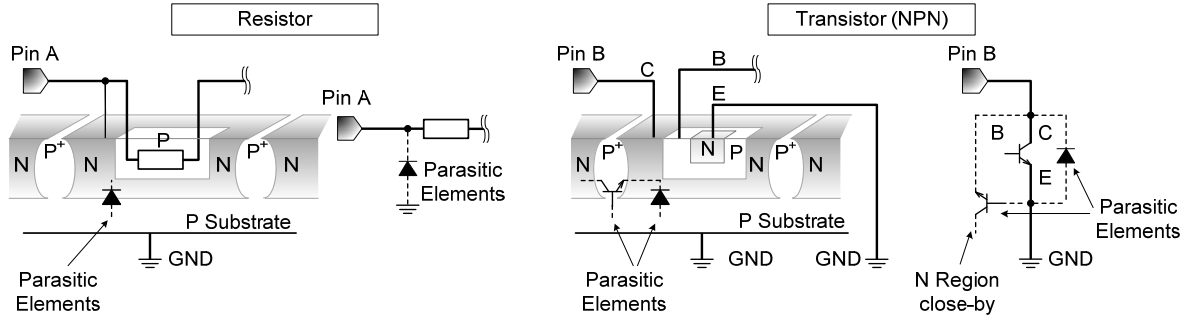 Resistor
Pin A
N
P+
N
P
N
P+
N
Parasitic
Elements
P Substrate
GND
Pin A
Parasitic
Elements
Transistor (NPN)
Pin B
C
B
E
N
P+
N
N
P
P+
N
Parasitic
Elements
P Substrate
GND
GND
Pin B
B
C
E
Parasitic
Elements
GND
N Region
close-by